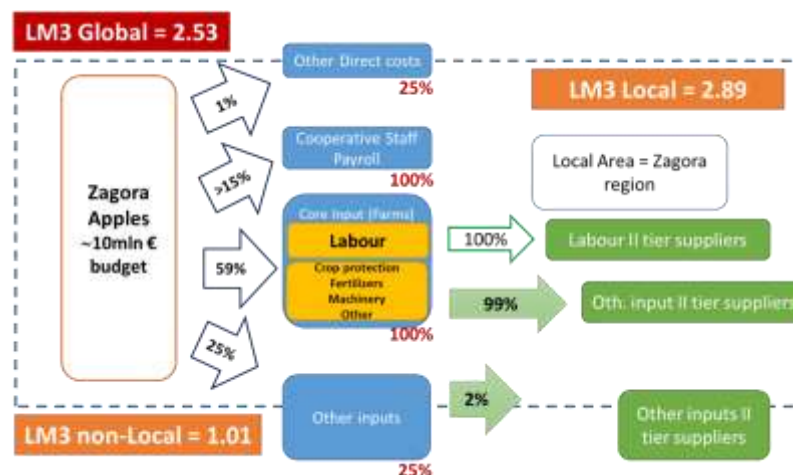 LM3 Global = 2.53
Other Direct costs
25%
1%
LM3 Local = 2.89
Cooperative Staff
Payroll
100%
>15%
Local Area = Zagora
region
Zagora
Apples
~10mln €
budget
Core input (Farms)
Labour
100%
Labour II tier suppliers
59%
Crop protection
Fertilizers
Machinery
Other
99%
Oth. input II tier suppliers
100%
25%
Other inputs
2%
Other inputs II
tier suppliers
LM3 non-Local = 1.01
25%